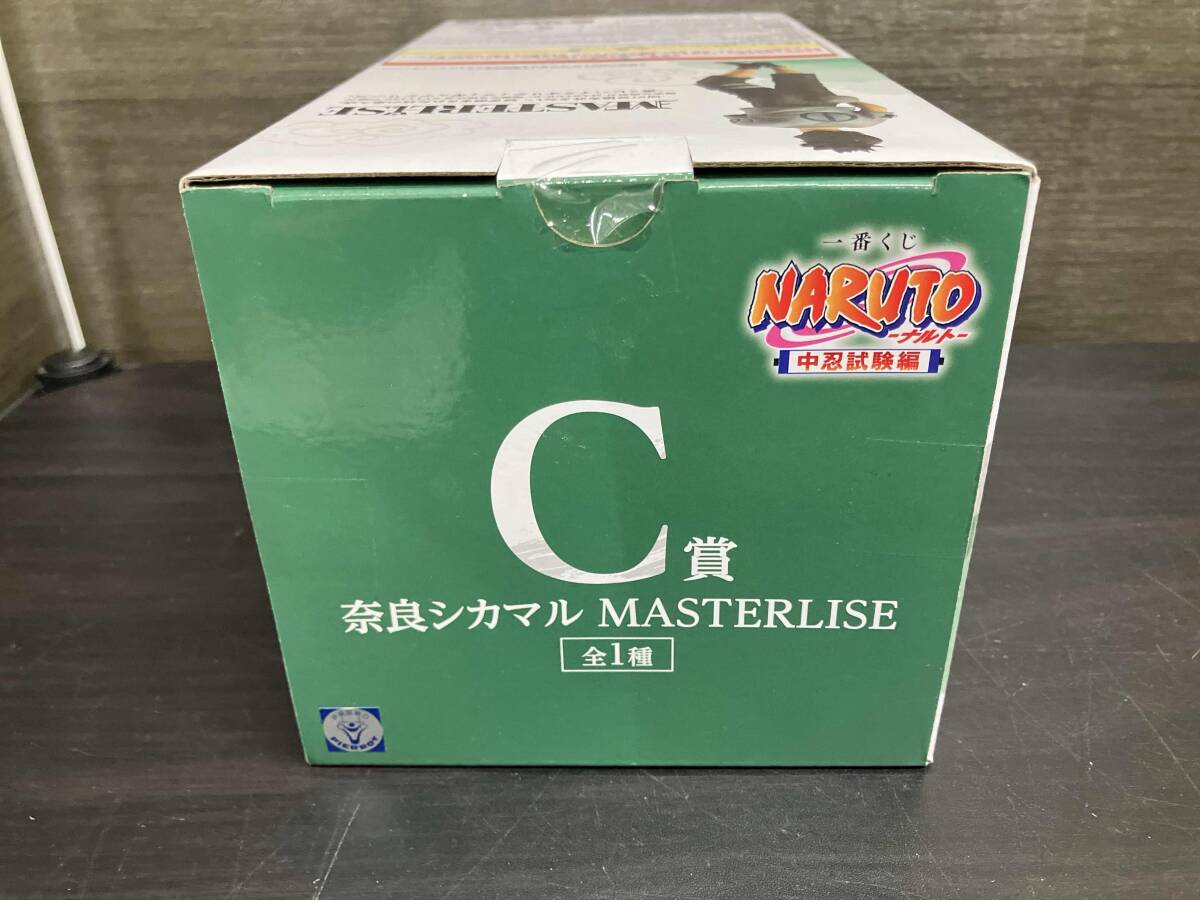 MASTERLISE
一番くじ
NARUTO
-ナルト-
中忍試験編
C賞
奈良シカマル MASTERLISE
全1種
PIERROT